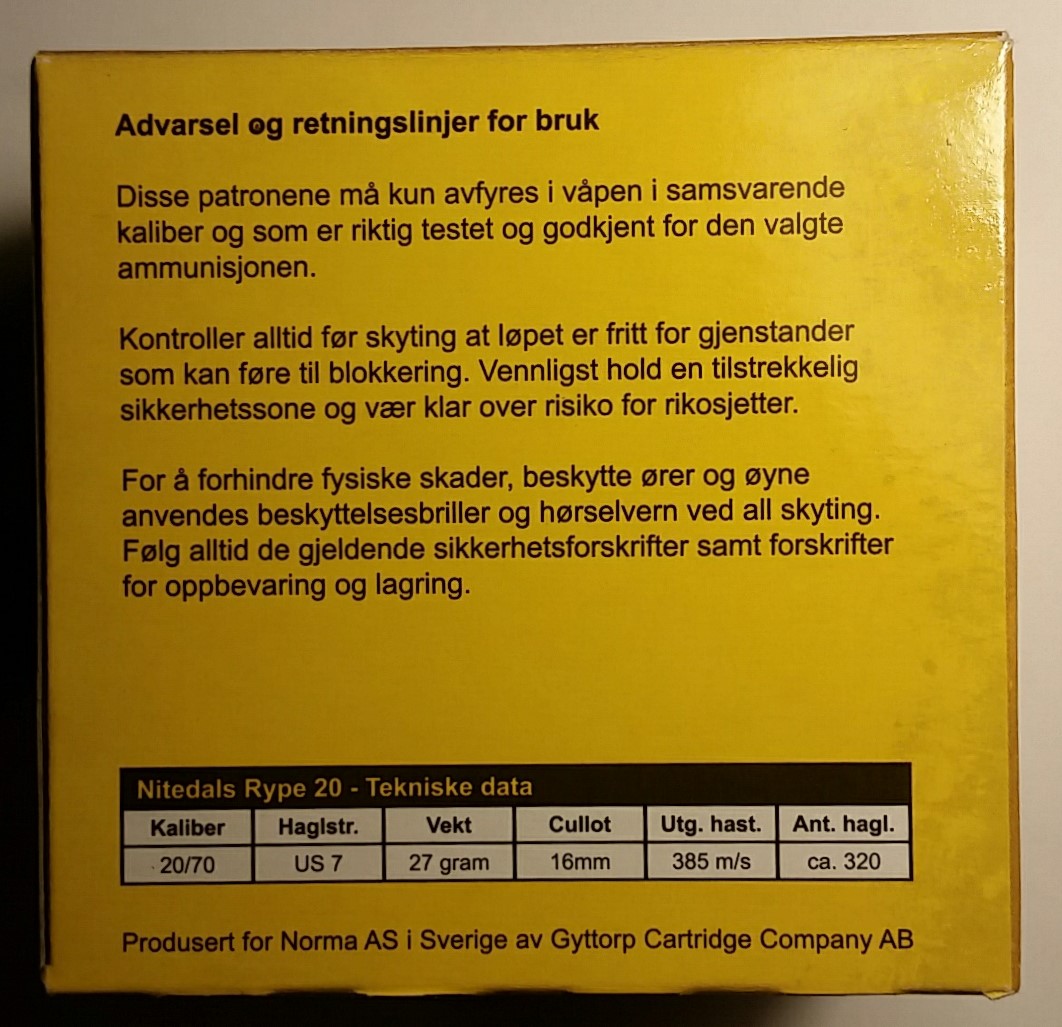 Advarsel og retningslinjer for bruk
Disse patronene må kun avfyres i våpen i samsvarende
kaliber og som er riktig testet og godkjent for den valgte
ammunisjonen.
Kontroller alltid før skyting at løpet er fritt for gjenstander
som kan føre til blokkering. Vennligst hold en tilstrekkelig
sikkerhetssone og vær klar over risiko for rikosjetter.
For å forhindre fysiske skader, beskytte ører og øyne
anvendes beskyttelsesbriller og hørselvern ved all skyting.
Følg alltid de gjeldende sikkerhetsforskrifter samt forskrifter
for oppbevaring og lagring.
Nitedals Rype 20 - Tekniske data
Kaliber Haglstr. Vekt Cullot Utg. hast. Ant. hagl.
20/70 US 7 27 gram 16mm 385 m/s ca. 320
Produsert for Norma AS i Sverige av Gyttorp Cartridge Company AB